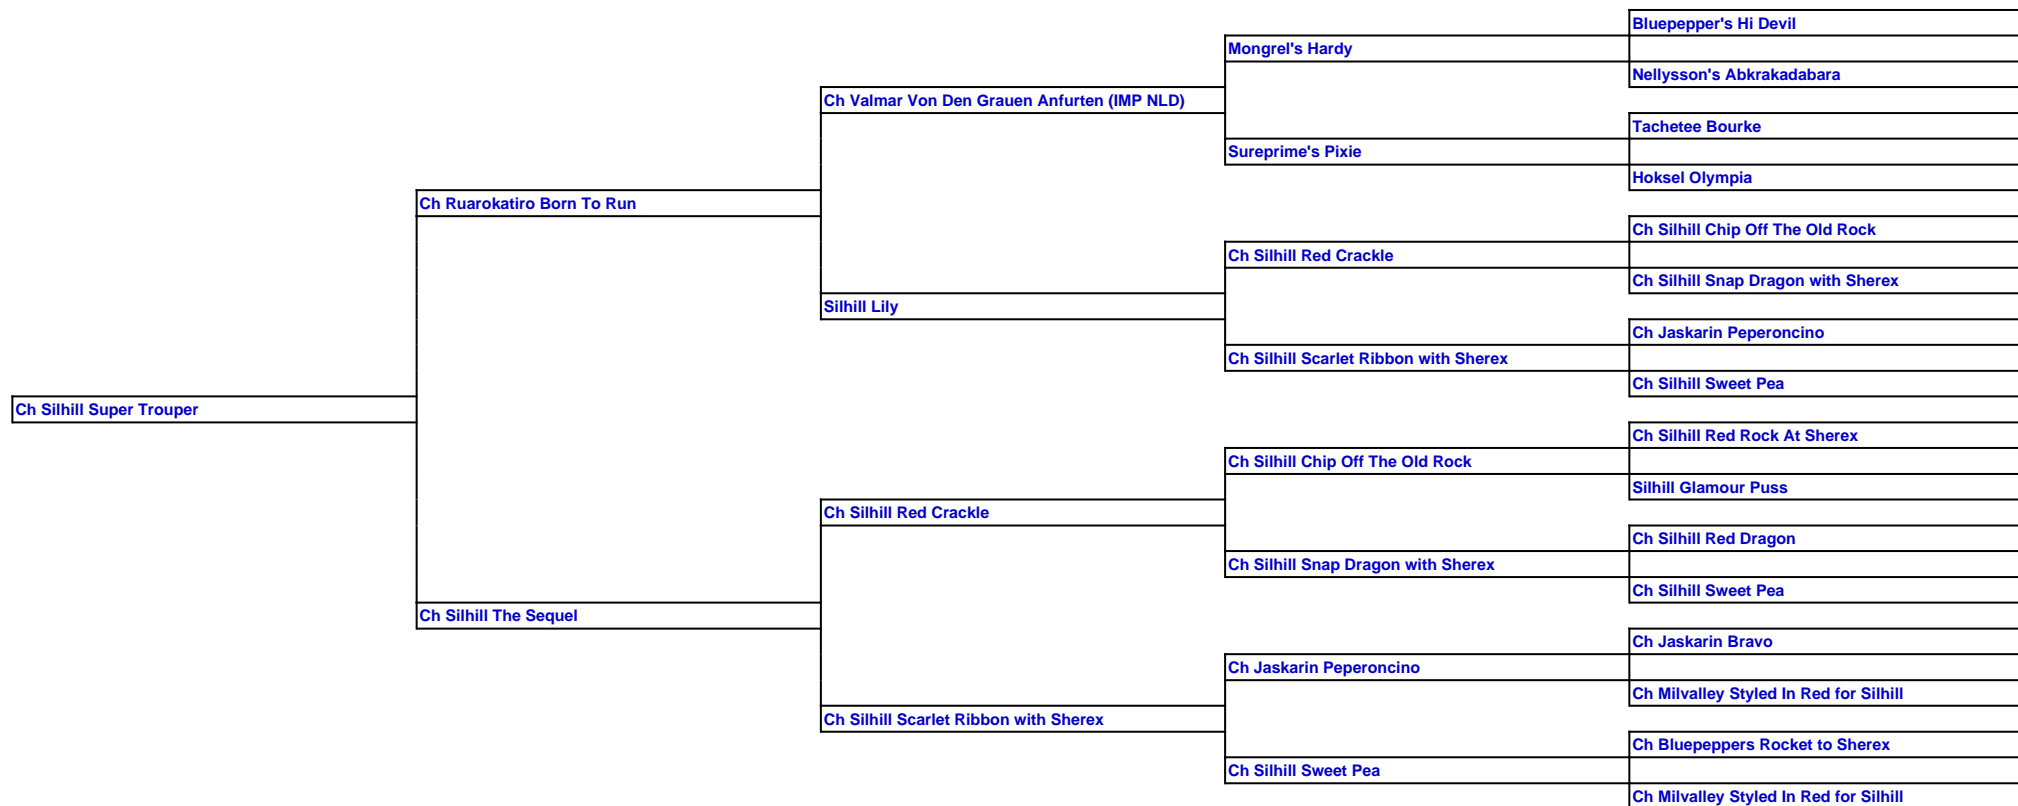 Bluepepper's Hi Devil
Mongrel's Hardy
Nellysson's Abkrakadabara
Ch Valmar Von Den Grauen Anfurten (IMP NLD)
Tachetee Bourke
Sureprime's Pixie
Hoksel Olympia
Ch Ruarokatiro Born To Run
Ch Silhill Chip Off The Old Rock
Ch Silhill Red Crackle
Ch Silhill Snap Dragon with Sherex
Silhill Lily
Ch Jaskarin Peperoncino
Ch Silhill Scarlet Ribbon with Sherex
Ch Silhill Sweet Pea
Ch Silhill Super Trouper
Ch Silhill Red Rock At Sherex
Ch Silhill Chip Off The Old Rock
Silhill Glamour Puss
Ch Silhill Red Crackle
Ch Silhill Red Dragon
Ch Silhill Snap Dragon with Sherex
Ch Silhill Sweet Pea
Ch Silhill The Sequel
Ch Jaskarin Bravo
Ch Jaskarin Peperoncino
Ch Milvalley Styled In Red for Silhill
Ch Silhill Scarlet Ribbon with Sherex
Ch Bluepeppers Rocket to Sherex
Ch Silhill Sweet Pea
Ch Milvalley Styled In Red for Silhill